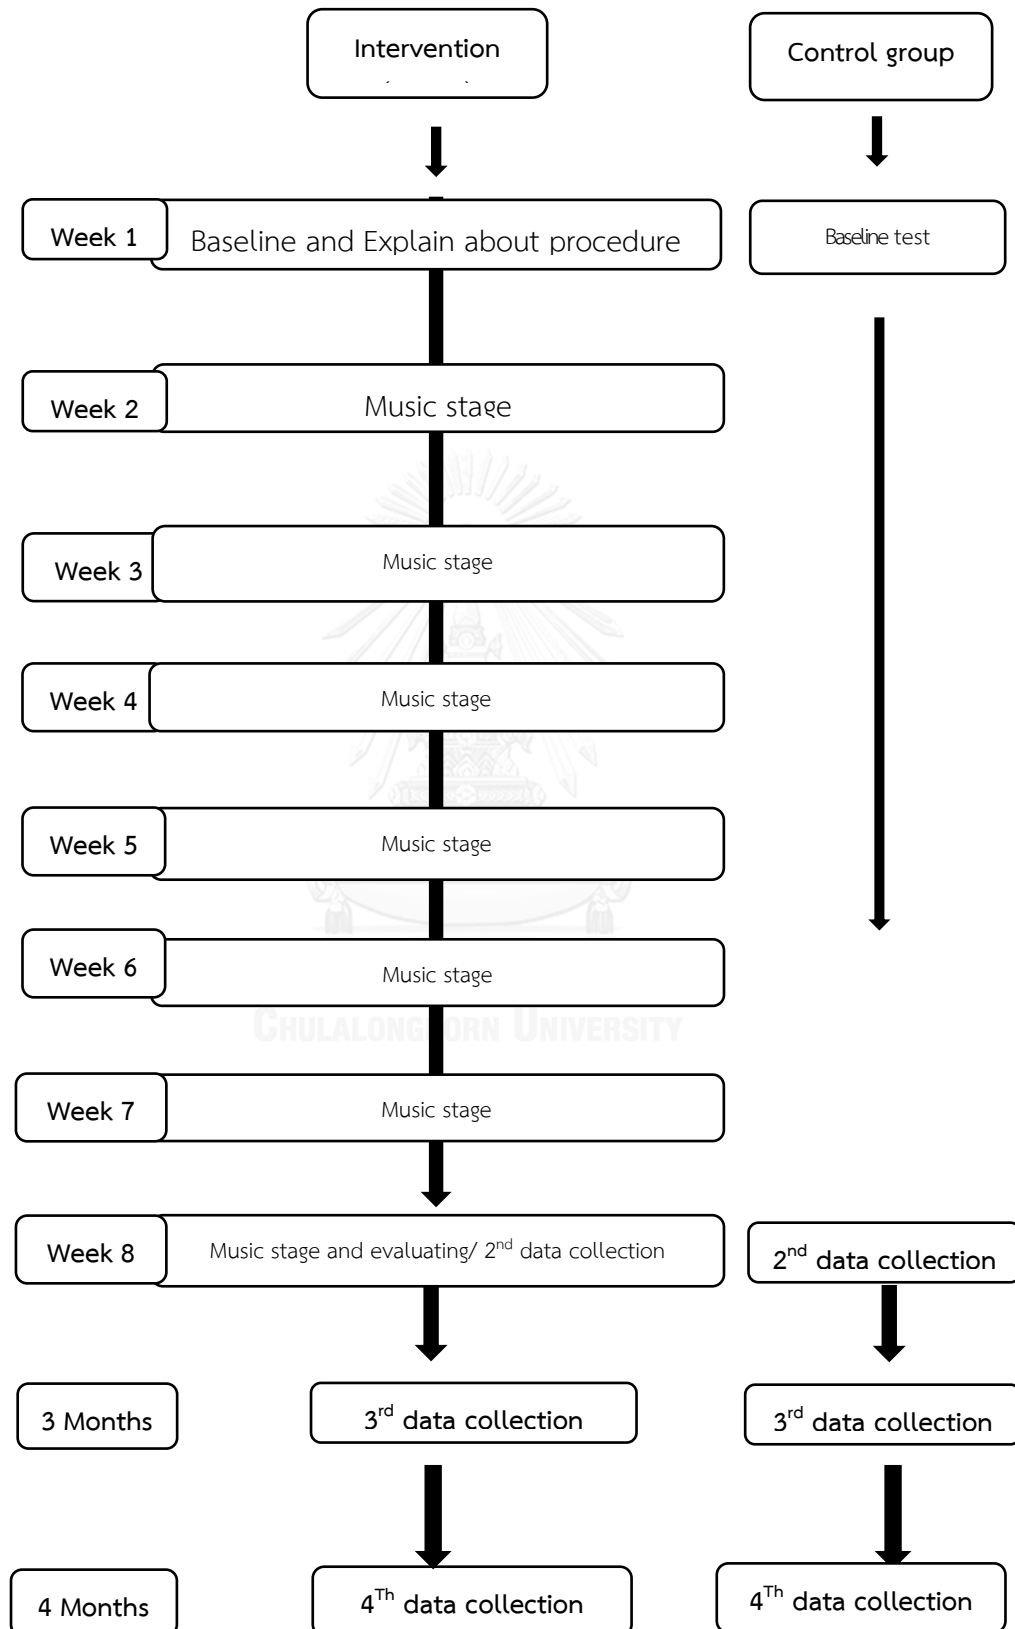 Intervention
Control group
Week 1
Baseline and Explain about procedure
Baseline test
Week 2
Music stage
Week 3
Music stage
Week 4
Music stage
Week 5
Music stage
Week 6
Music stage
CHULALONGKORN UNIVERSITY
Week 7
Music stage
Week 8
Music stage and evaluating/ 2nd data collection
2nd data collection
3 Months
3rd data collection
3rd data collection
4 Months
4Th data collection
4Th data collection